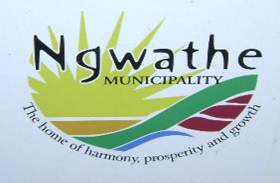 Ngwathe
MUNICIPALITY
The home of harmony, prosperity and growth